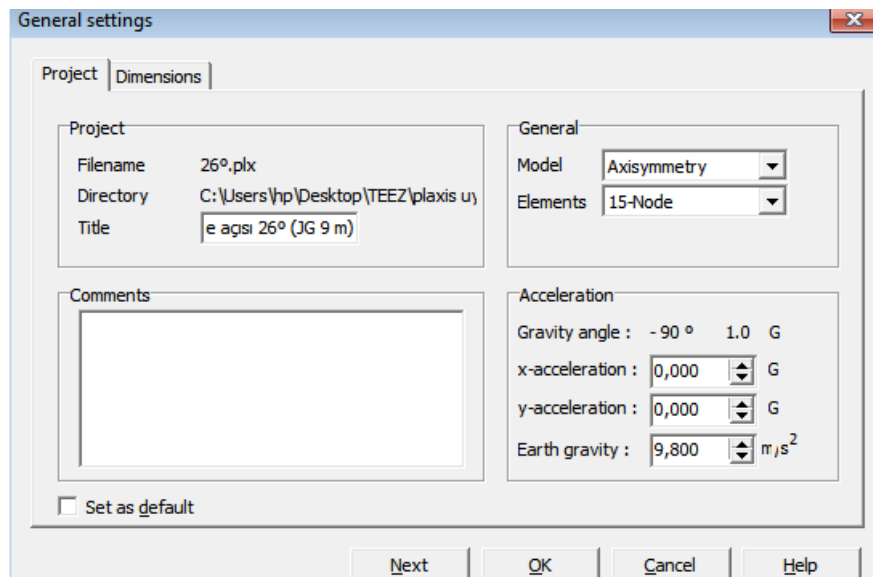 General settings
Project
Dimensions
Project
Filename 26º.plx
Directory C:\Users\hp\Desktop\TEEZ\plaxis uy
Title e açısı 26º (JG 9 m)
General
Model Axisymmetry
Elements 15-Node
Comments
Acceleration
Gravity angle : - 90 º 1.0 G
x-acceleration : 0,000 G
y-acceleration : 0,000 G
Earth gravity : 9,800 m/s²
Set as default
Next
OK
Cancel
Help